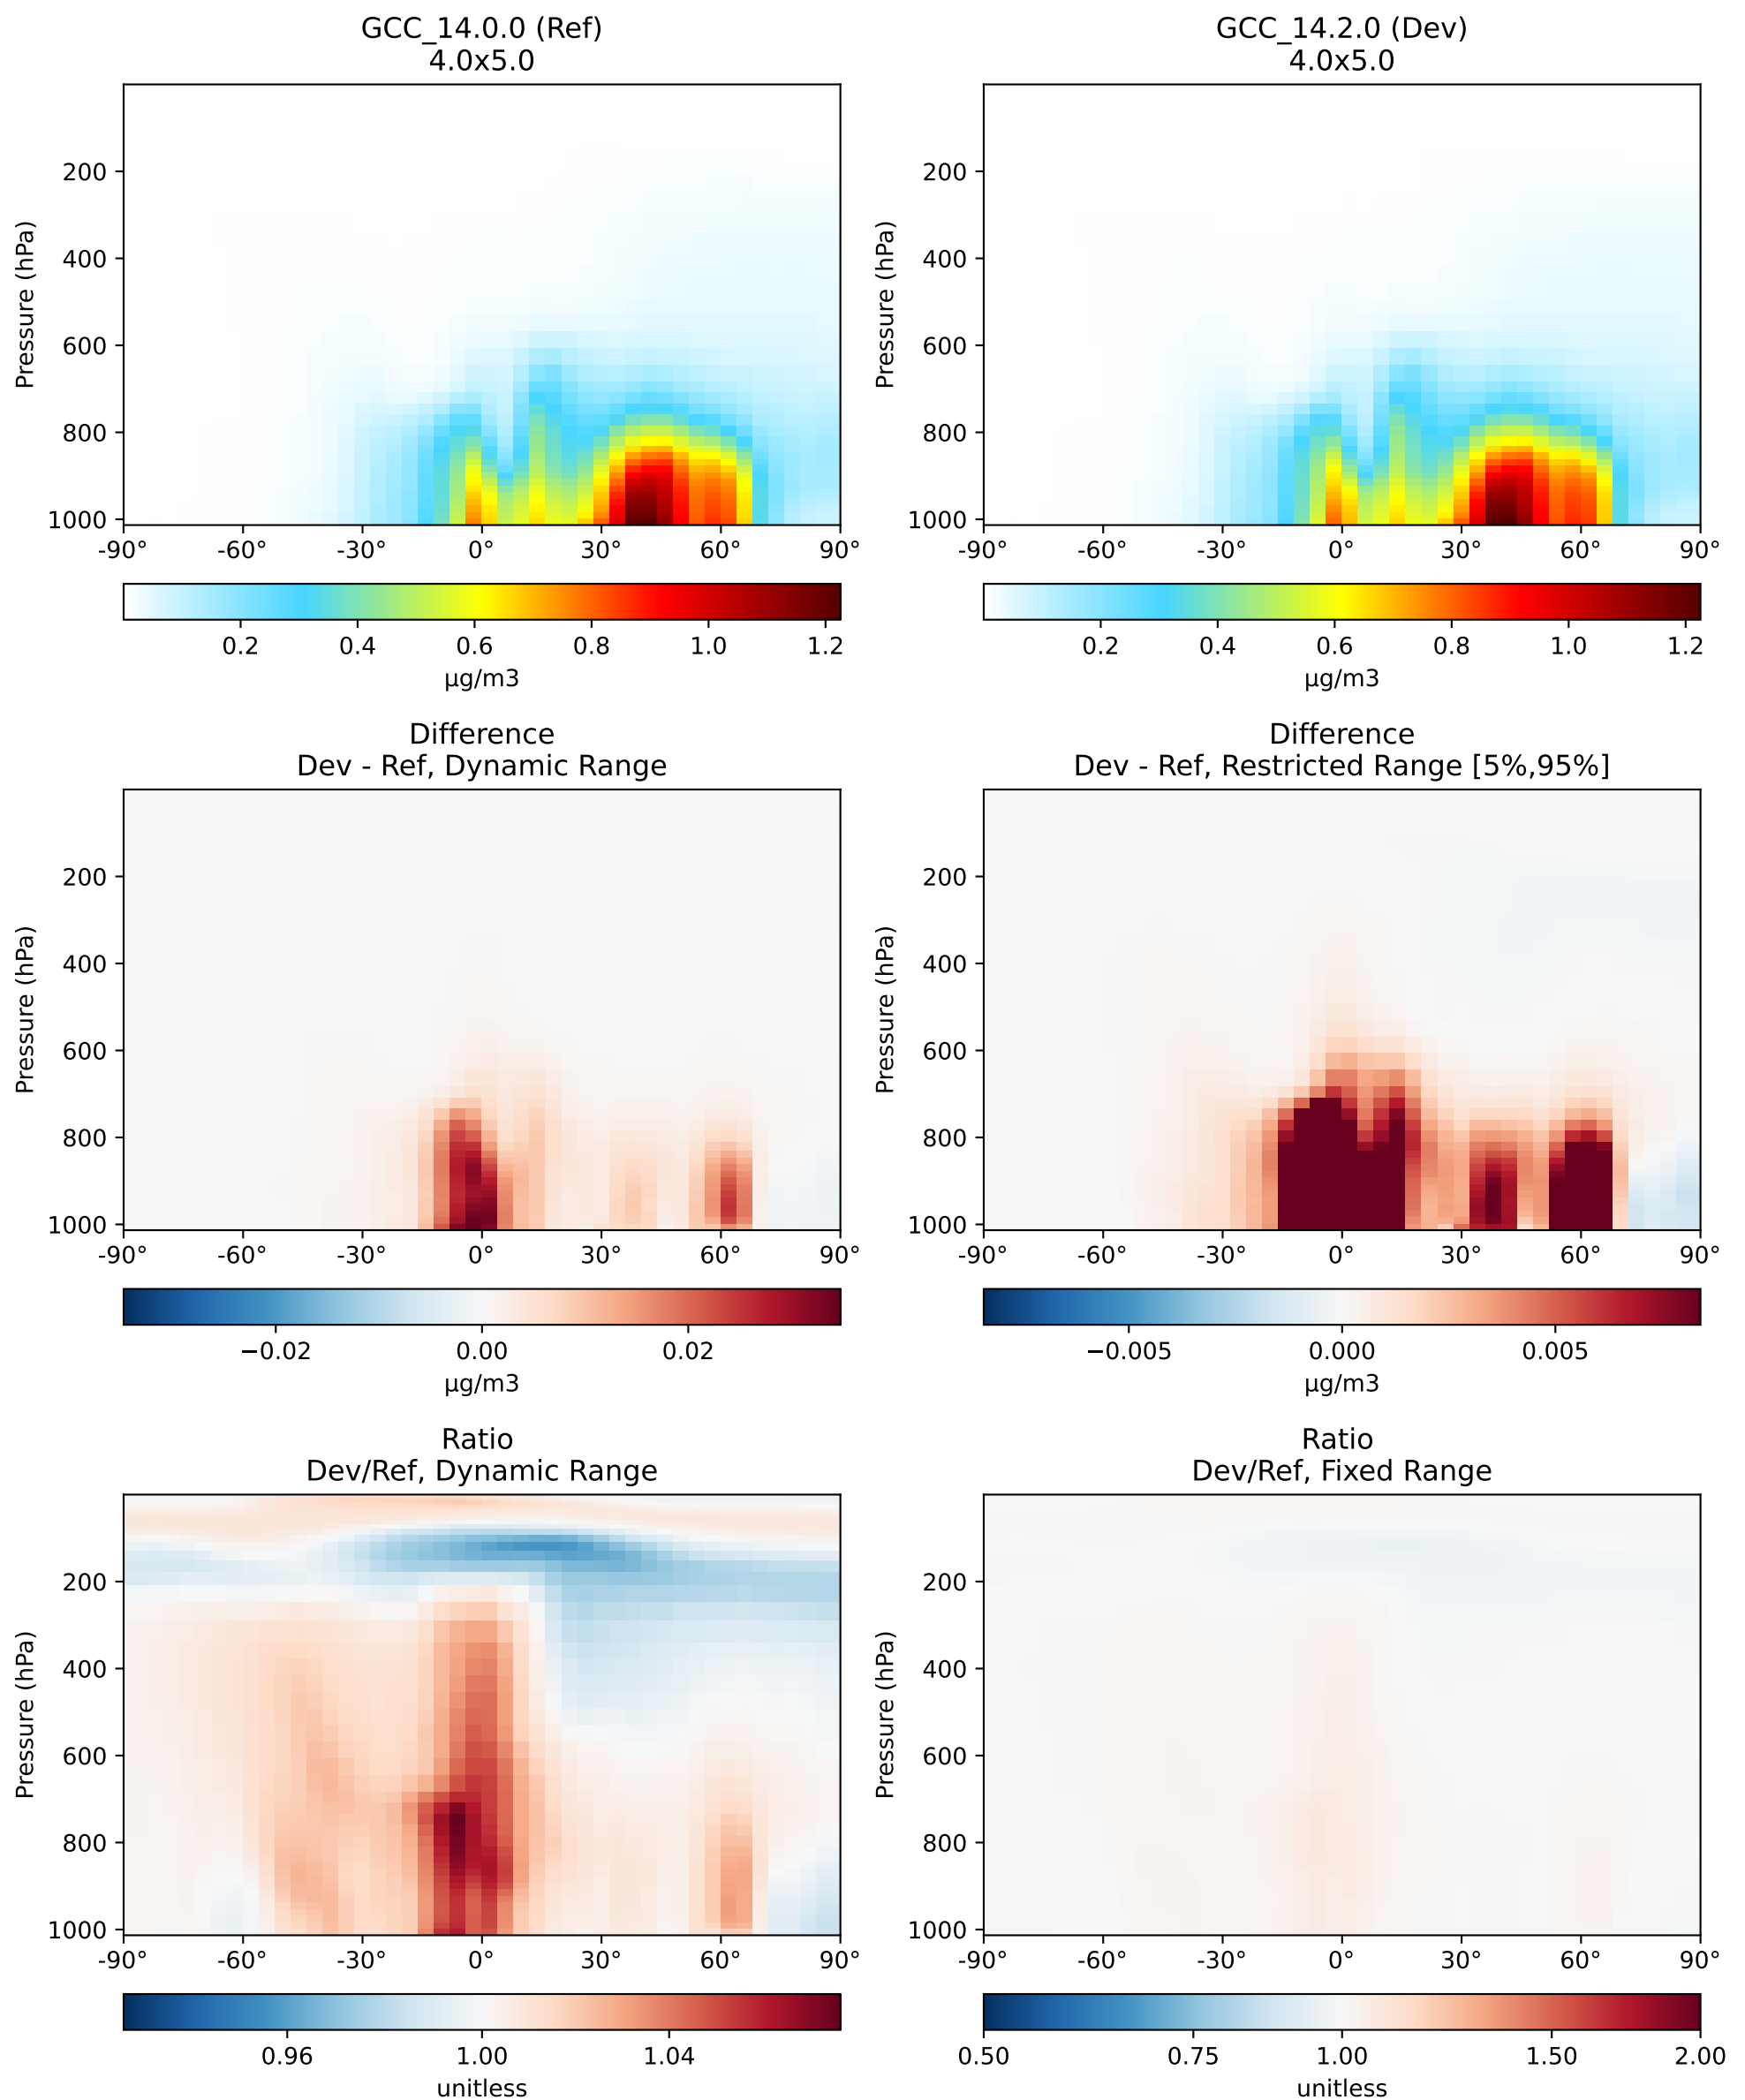 GCC_14.0.0 (Ref)
4.0x5.0
Pressure (hPa)
200
400
600
800
1000
-90° -60° -30° 0° 30° 60° 90°
0.2 0.4 0.6 0.8 1.0 1.2
μg/m3
GCC_14.2.0 (Dev)
4.0x5.0
Pressure (hPa)
200
400
600
800
1000
-90° -60° -30° 0° 30° 60° 90°
0.2 0.4 0.6 0.8 1.0 1.2
μg/m3
Difference
Dev - Ref, Dynamic Range
Pressure (hPa)
200
400
600
800
1000
-90° -60° -30° 0° 30° 60° 90°
−0.02 0.00 0.02
μg/m3
Difference
Dev - Ref, Restricted Range [5%,95%]
Pressure (hPa)
200
400
600
800
1000
-90° -60° -30° 0° 30° 60° 90°
−0.005 0.000 0.005
μg/m3
Ratio
Dev/Ref, Dynamic Range
Pressure (hPa)
200
400
600
800
1000
-90° -60° -30° 0° 30° 60° 90°
0.96 1.00 1.04
unitless
Ratio
Dev/Ref, Fixed Range
Pressure (hPa)
200
400
600
800
1000
-90° -60° -30° 0° 30° 60° 90°
0.50 0.75 1.00 1.50 2.00
unitless